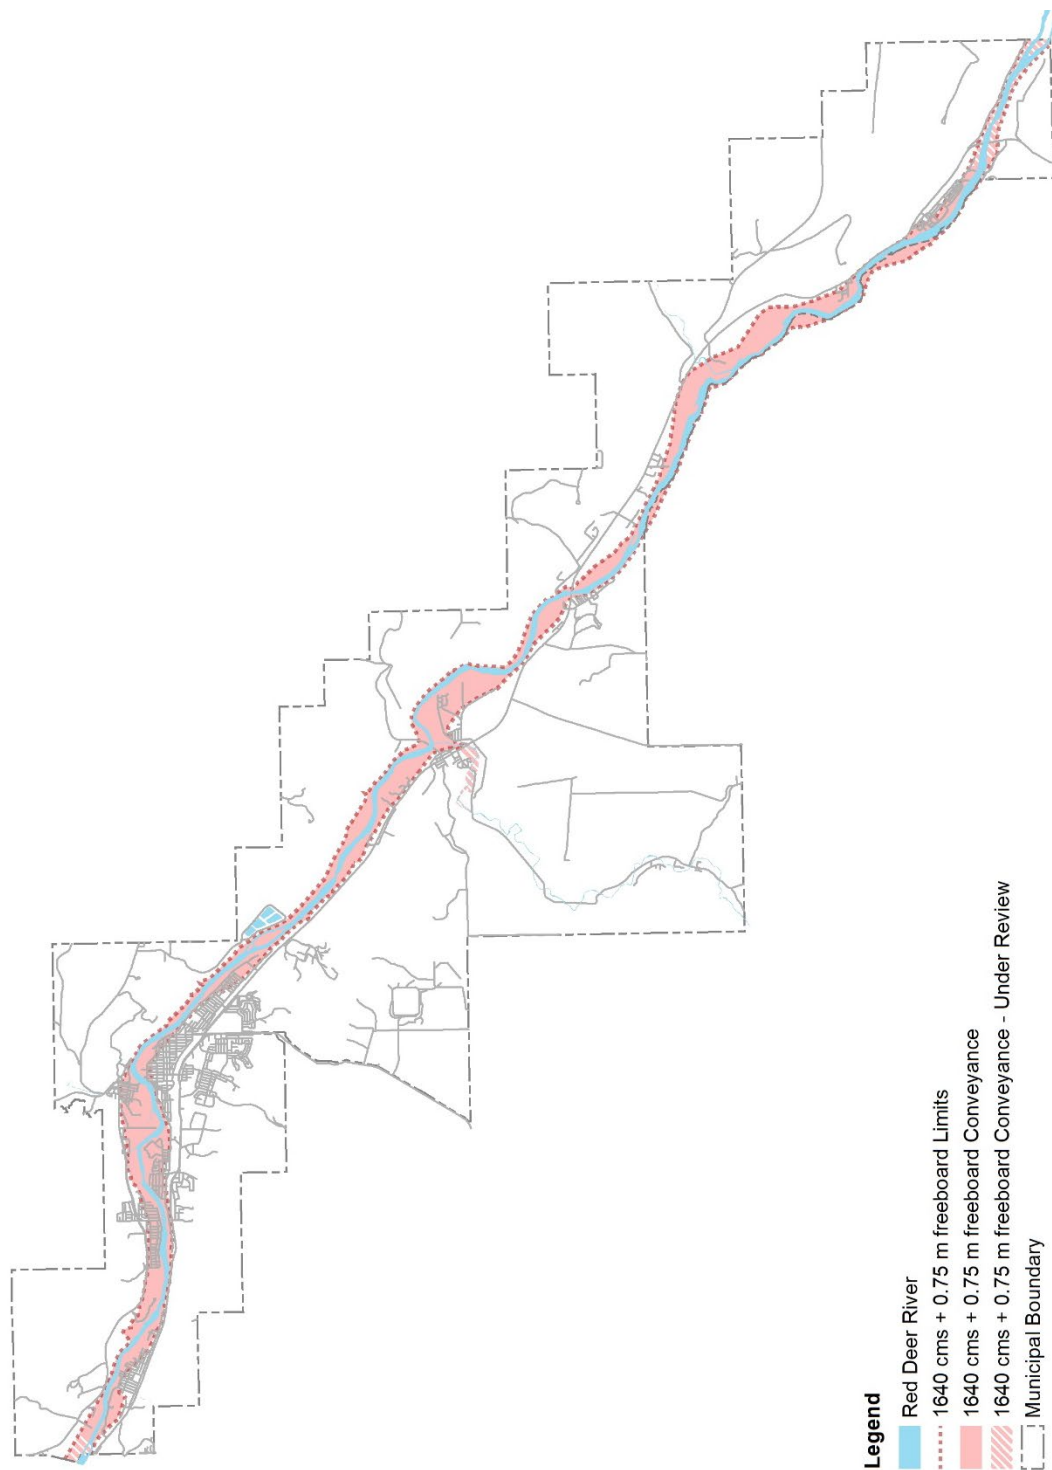 Legend
Red Deer River
1640 cms + 0.75 m freeboard Limits
1640 cms + 0.75 m freeboard Conveyance
1640 cms + 0.75 m freeboard Conveyance - Under Review
Municipal Boundary